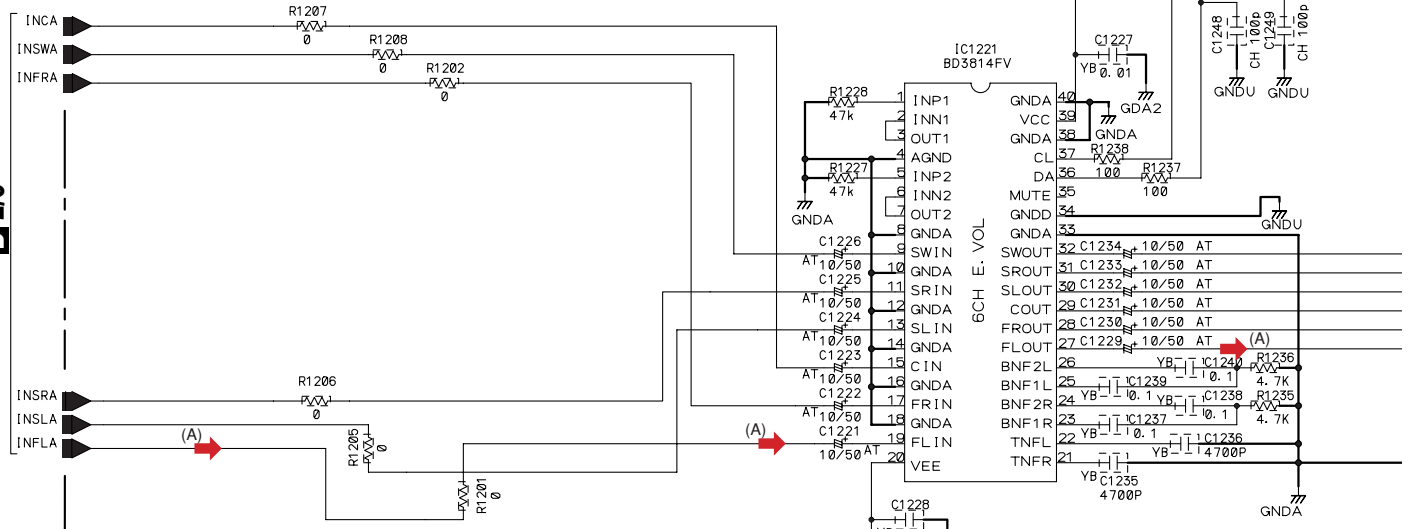 INCA
R1207
0
INSWA
R1208
0
INFRA
R1202
0
C1248
CH 100p
C1249
CH 100p
GNDU
GNDU
C1227
YB 0.01
GDA2
IC1221
BD3814FV
6CH E. VOL
R1228
47k
R1227
47k
GNDA
1 INP1
2 INN1
3 OUT1
4 AGND
5 INP2
6 INN2
7 OUT2
8 GNDA
9 SWIN
10 GNDA
11 SRIN
12 GNDA
13 SLIN
14 GNDA
15 CIN
16 GNDA
17 FRIN
18 GNDA
19 FLIN
20 VEE
GNDA 40
VCC 39
GNDA 38
CL 37
DA 36
MUTE 35
GNDD 34
GNDA 33
SWOUT 32
SROUT 31
SLOUT 30
COUT 29
FROUT 28
FLOUT 27
BNF2L 26
BNF1L 25
BNF2R 24
BNF1R 23
TNFL 22
TNFR 21
GNDA
R1238
100
R1237
100
GNDU
C1226
AT 10/50
C1225
AT 10/50
C1224
AT 10/50
C1223
AT 10/50
C1222
AT 10/50
C1221
10/50 AT
C1234 10/50 AT
C1233 10/50 AT
C1232 10/50 AT
C1231 10/50 AT
C1230 10/50 AT
C1229 10/50 AT
(A)
YB C1240
0.1
R1236
4.7K
YB C1239
0.1
YB C1238
0.1
R1235
4.7K
YB C1237
0.1
YB C1236
4700P
YB C1235
4700P
GNDA
INSRA
R1206
0
INSLA
R1205
0
INFLA
(A)
R1201
0
(A)
C1228